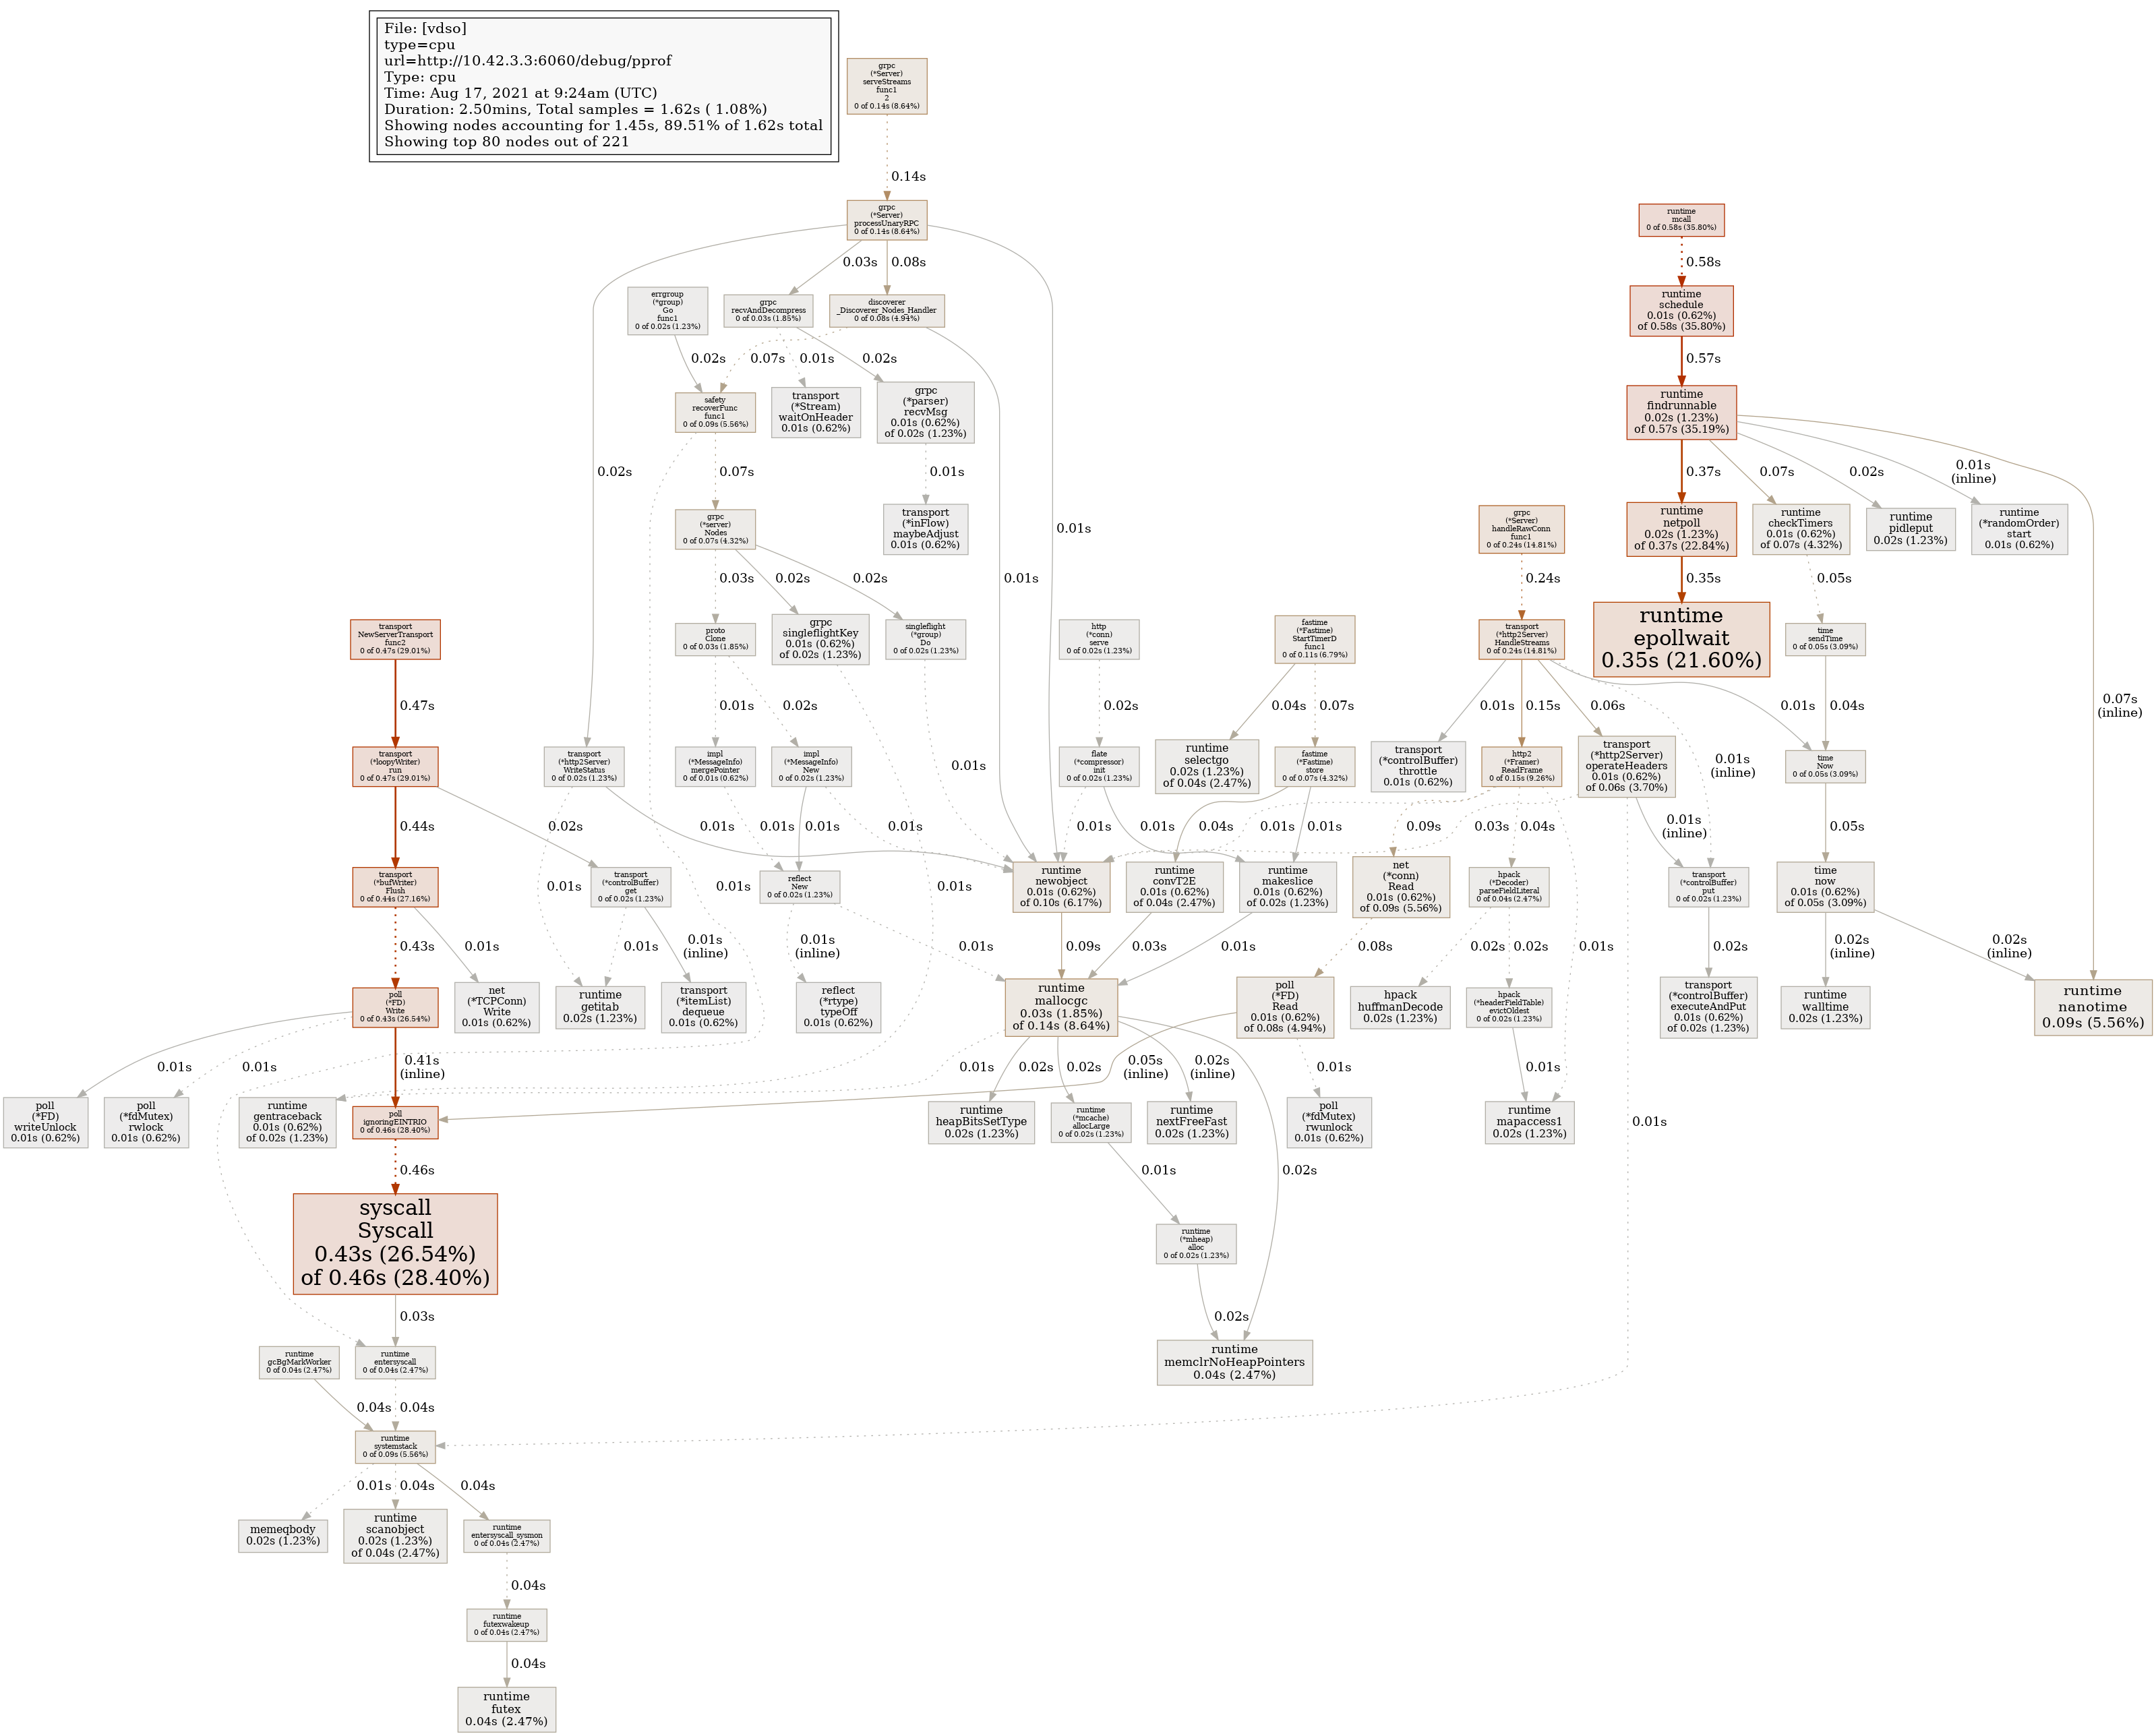 File: [vdso]
type=cpu
url=http://10.42.3.3:6060/debug/pprof
Type: cpu
Time: Aug 17, 2021 at 9:24am (UTC)
Duration: 2.50mins, Total samples = 1.62s ( 1.08%)
Showing nodes accounting for 1.45s, 89.51% of 1.62s total
Showing top 80 nodes out of 221
grpc
(*Server)
serveStreams
func1
2
0 of 0.14s (8.64%)
0.14s
grpc
(*Server)
processUnaryRPC
0 of 0.14s (8.64%)
runtime
mcall
0 of 0.58s (35.80%)
0.03s
0.08s
0.58s
errgroup
(*group)
Go
func1
0 of 0.02s (1.23%)
grpc
recvAndDecompress
0 of 0.03s (1.85%)
discoverer
_Discoverer_Nodes_Handler
0 of 0.08s (4.94%)
runtime
schedule
0.01s (0.62%)
of 0.58s (35.80%)
0.02s
0.07s
0.01s
0.02s
0.57s
safety
recoverFunc
func1
0 of 0.09s (5.56%)
transport
(*Stream)
waitOnHeader
0.01s (0.62%)
grpc
(*parser)
recvMsg
0.01s (0.62%)
of 0.02s (1.23%)
runtime
findrunnable
0.02s (1.23%)
of 0.57s (35.19%)
0.02s
0.07s
0.01s
0.37s
0.07s
0.02s
0.01s
(inline)
grpc
(*server)
Nodes
0 of 0.07s (4.32%)
transport
(*inFlow)
maybeAdjust
0.01s (0.62%)
0.01s
grpc
(*Server)
handleRawConn
func1
0 of 0.24s (14.81%)
runtime
netpoll
0.02s (1.23%)
of 0.37s (22.84%)
runtime
checkTimers
0.01s (0.62%)
of 0.07s (4.32%)
runtime
pidleput
0.02s (1.23%)
runtime
(*randomOrder)
start
0.01s (0.62%)
0.03s
0.02s
0.02s
0.01s
0.24s
0.35s
0.05s
transport
NewServerTransport
func2
0 of 0.47s (29.01%)
proto
Clone
0 of 0.03s (1.85%)
grpc
singleflightKey
0.01s (0.62%)
of 0.02s (1.23%)
singleflight
(*group)
Do
0 of 0.02s (1.23%)
http
(*conn)
serve
0 of 0.02s (1.23%)
fastime
(*Fastime)
StartTimerD
func1
0 of 0.11s (6.79%)
transport
(*http2Server)
HandleStreams
0 of 0.24s (14.81%)
runtime
epollwait
0.35s (21.60%)
time
sendTime
0 of 0.05s (3.09%)
0.47s
0.01s
0.02s
0.02s
0.04s
0.07s
0.01s
0.15s
0.06s
0.01s
0.04s
0.07s
(inline)
transport
(*loopyWriter)
run
0 of 0.47s (29.01%)
transport
(*http2Server)
WriteStatus
0 of 0.02s (1.23%)
impl
(*MessageInfo)
mergePointer
0 of 0.01s (0.62%)
impl
(*MessageInfo)
New
0 of 0.02s (1.23%)
0.01s
flate
(*compressor)
init
0 of 0.02s (1.23%)
runtime
selectgo
0.02s (1.23%)
of 0.04s (2.47%)
fastime
(*Fastime)
store
0 of 0.07s (4.32%)
transport
(*controlBuffer)
throttle
0.01s (0.62%)
http2
(*Framer)
ReadFrame
0 of 0.15s (9.26%)
transport
(*http2Server)
operateHeaders
0.01s (0.62%)
of 0.06s (3.70%)
0.01s
(inline)
time
Now
0 of 0.05s (3.09%)
0.44s
0.02s
0.01s
0.01s
0.01s
0.01s
0.01s
0.01s
0.04s
0.01s
0.01s
0.09s
0.03s
0.04s
0.01s
(inline)
0.05s
transport
(*bufWriter)
Flush
0 of 0.44s (27.16%)
transport
(*controlBuffer)
get
0 of 0.02s (1.23%)
0.01s
0.01s
reflect
New
0 of 0.02s (1.23%)
0.01s
runtime
newobject
0.01s (0.62%)
of 0.10s (6.17%)
runtime
convT2E
0.01s (0.62%)
of 0.04s (2.47%)
runtime
makeslice
0.01s (0.62%)
of 0.02s (1.23%)
net
(*conn)
Read
0.01s (0.62%)
of 0.09s (5.56%)
hpack
(*Decoder)
parseFieldLiteral
0 of 0.04s (2.47%)
transport
(*controlBuffer)
put
0 of 0.02s (1.23%)
time
now
0.01s (0.62%)
of 0.05s (3.09%)
0.43s
0.01s
0.01s
0.01s
(inline)
0.01s
(inline)
0.01s
0.09s
0.03s
0.01s
0.08s
0.02s
0.02s
0.01s
0.02s
0.02s
(inline)
0.02s
(inline)
poll
(*FD)
Write
0 of 0.43s (26.54%)
net
(*TCPConn)
Write
0.01s (0.62%)
runtime
getitab
0.02s (1.23%)
transport
(*itemList)
dequeue
0.01s (0.62%)
reflect
(*rtype)
typeOff
0.01s (0.62%)
runtime
mallocgc
0.03s (1.85%)
of 0.14s (8.64%)
poll
(*FD)
Read
0.01s (0.62%)
of 0.08s (4.94%)
hpack
huffmanDecode
0.02s (1.23%)
hpack
(*headerFieldTable)
evictOldest
0 of 0.02s (1.23%)
transport
(*controlBuffer)
executeAndPut
0.01s (0.62%)
of 0.02s (1.23%)
runtime
walltime
0.02s (1.23%)
runtime
nanotime
0.09s (5.56%)
0.01s
0.01s
0.41s
(inline)
0.01s
0.02s
0.02s
0.05s
(inline)
0.02s
(inline)
0.01s
0.01s
poll
(*FD)
writeUnlock
0.01s (0.62%)
poll
(*fdMutex)
rwlock
0.01s (0.62%)
runtime
gentraceback
0.01s (0.62%)
of 0.02s (1.23%)
poll
ignoringEINTRIO
0 of 0.46s (28.40%)
runtime
heapBitsSetType
0.02s (1.23%)
runtime
(*mcache)
allocLarge
0 of 0.02s (1.23%)
runtime
nextFreeFast
0.02s (1.23%)
poll
(*fdMutex)
rwunlock
0.01s (0.62%)
runtime
mapaccess1
0.02s (1.23%)
0.01s
0.46s
0.01s
0.02s
syscall
Syscall
0.43s (26.54%)
of 0.46s (28.40%)
runtime
(*mheap)
alloc
0 of 0.02s (1.23%)
0.03s
0.02s
runtime
gcBgMarkWorker
0 of 0.04s (2.47%)
runtime
entersyscall
0 of 0.04s (2.47%)
runtime
memclrNoHeapPointers
0.04s (2.47%)
0.04s
0.04s
runtime
systemstack
0 of 0.09s (5.56%)
0.01s
0.04s
0.04s
memeqbody
0.02s (1.23%)
runtime
scanobject
0.02s (1.23%)
of 0.04s (2.47%)
runtime
entersyscall_sysmon
0 of 0.04s (2.47%)
0.04s
runtime
futexwakeup
0 of 0.04s (2.47%)
0.04s
runtime
futex
0.04s (2.47%)